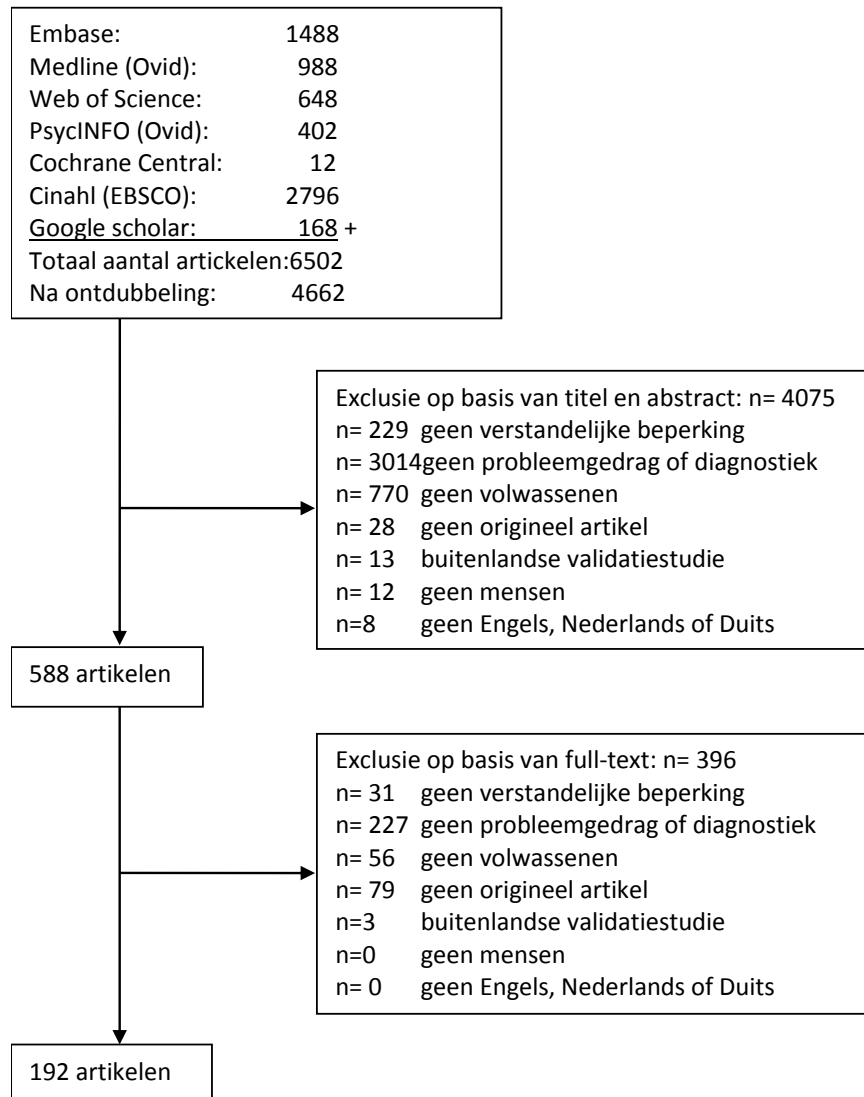 Embase: 1488
Medline (Ovid): 988
Web of Science: 648
PsycINFO (Ovid): 402
Cochrane Central: 12
Cinahl (EBSCO): 2796
Google scholar: 168 +
Totaal aantal artickelen:6502
Na ontdubbeling: 4662
Exclusie op basis van titel en abstract: n= 4075
n= 229 geen verstandelijke beperking
n= 3014geen probleemgedrag of diagnostiek
n= 770 geen volwassenen
n= 28 geen origineel artikel
n= 13 buitenlandse validatiestudie
n= 12 geen mensen
n=8 geen Engels, Nederlands of Duits
588 artikelen
Exclusie op basis van full-text: n= 396
n= 31 geen verstandelijke beperking
n= 227 geen probleemgedrag of diagnostiek
n= 56 geen volwassenen
n= 79 geen origineel artikel
n=3 buitenlandse validatiestudie
n=0 geen mensen
n= 0 geen Engels, Nederlands of Duits
192 artikelen